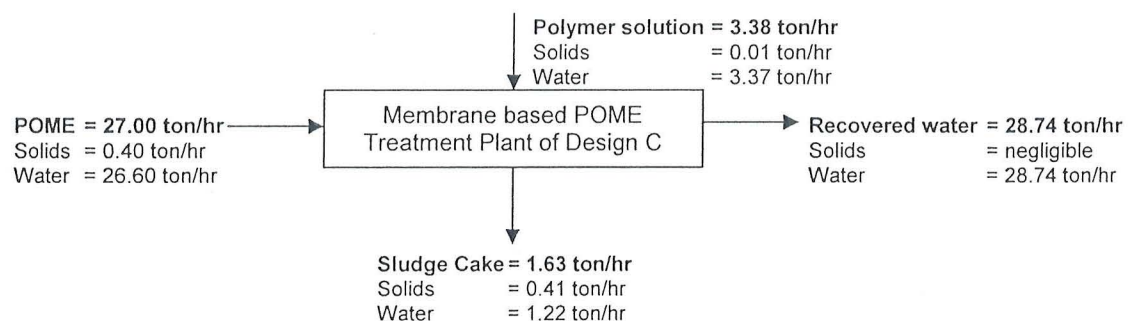 Polymer solution = 3.38 ton/hr
Solids = 0.01 ton/hr
Water = 3.37 ton/hr
Membrane based POME
Treatment Plant of Design C
POME = 27.00 ton/hr
Solids = 0.40 ton/hr
Water = 26.60 ton/hr
Recovered water = 28.74 ton/hr
Solids = negligible
Water = 28.74 ton/hr
Sludge Cake = 1.63 ton/hr
Solids = 0.41 ton/hr
Water = 1.22 ton/hr